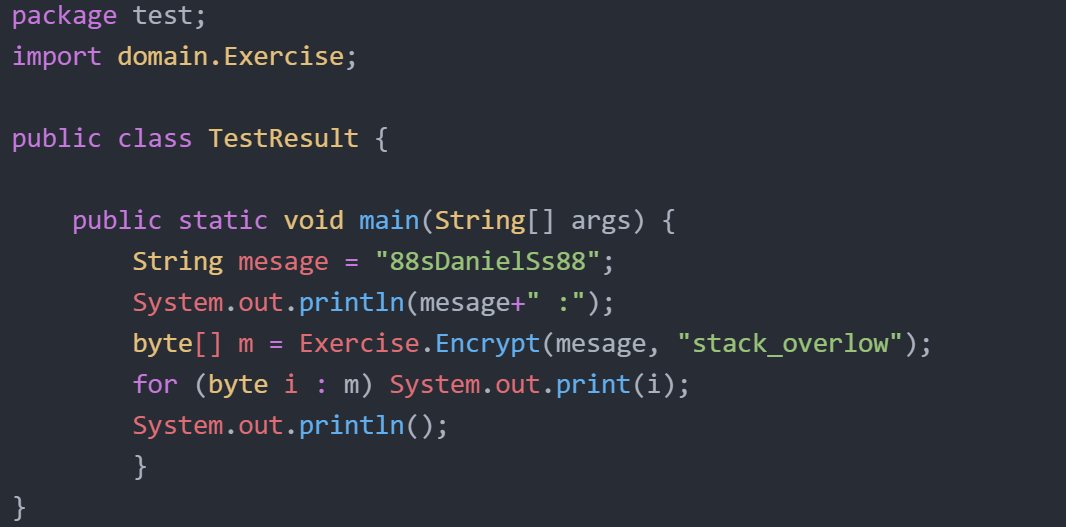 package test;
import domain.Exercise;

public class TestResult {

    public static void main(String[] args) {
        String mesage = "88sDanielSs88";
        System.out.println(mesage+" :");
        byte[] m = Exercise.Encrypt(mesage, "stack_overlow");
        for (byte i : m) System.out.print(i);
        System.out.println();
        }
}